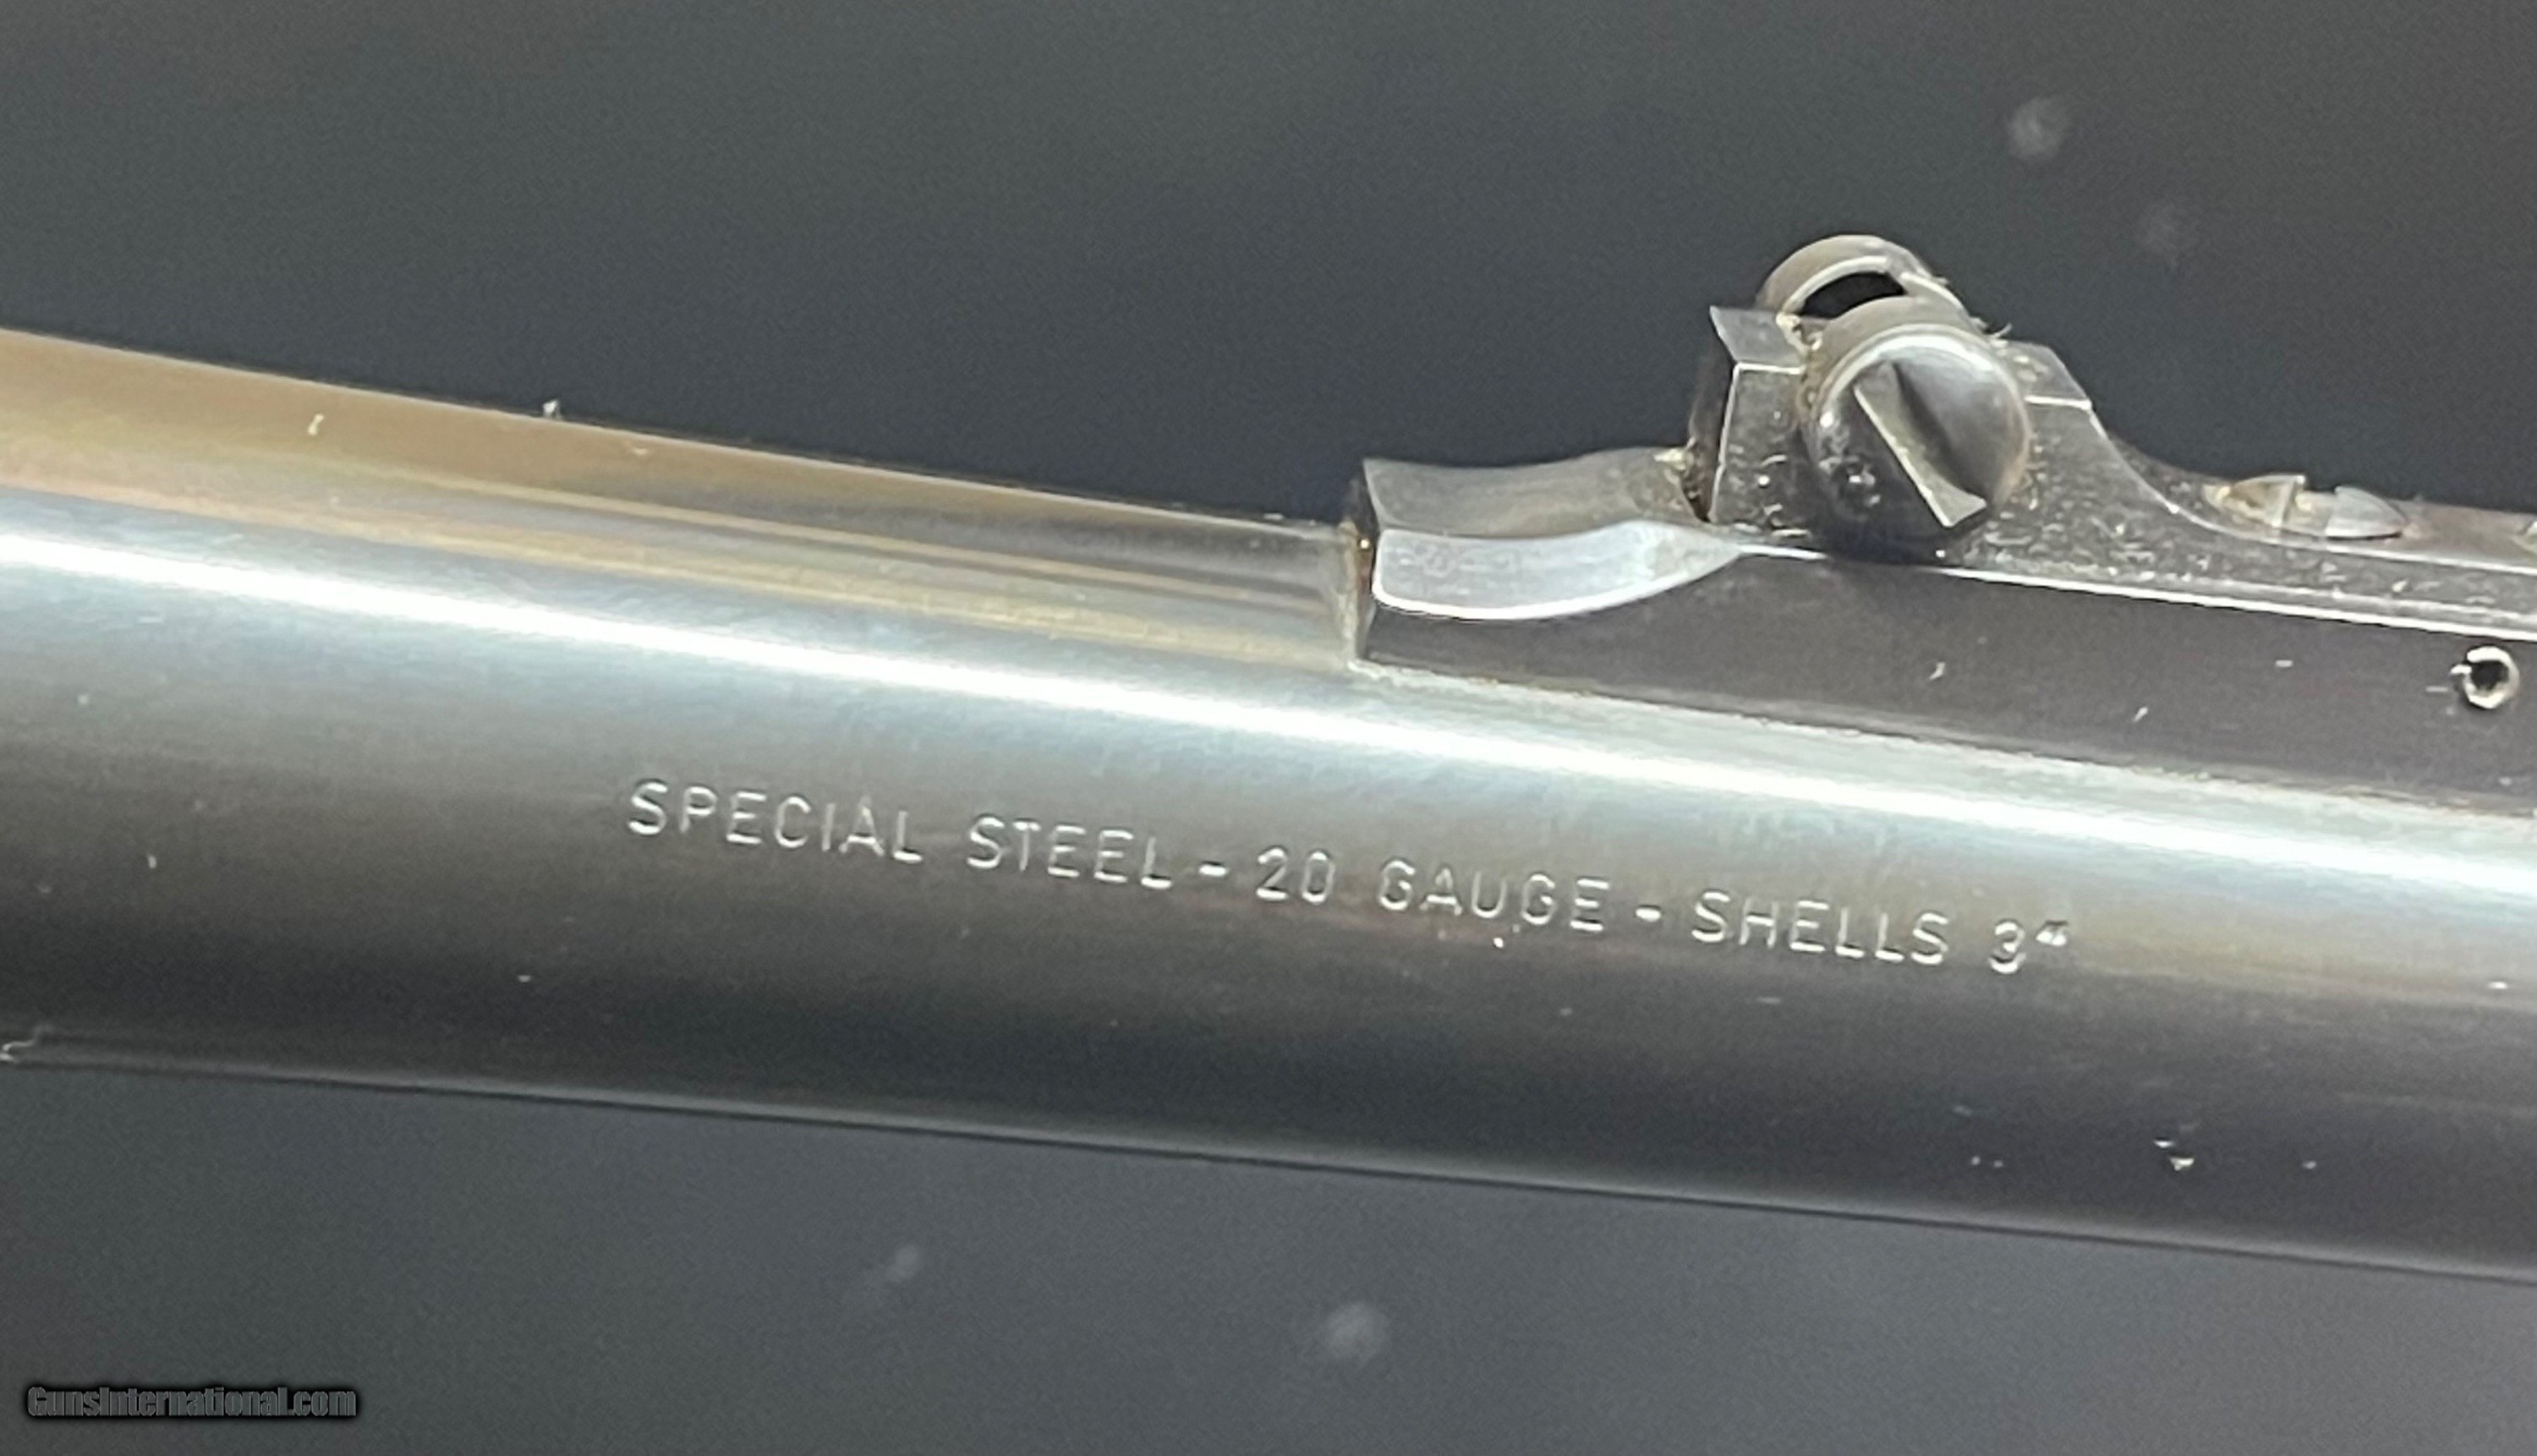 SPECIAL STEEL - 20 GAUGE - SHELLS 3“
GunsInternational.com